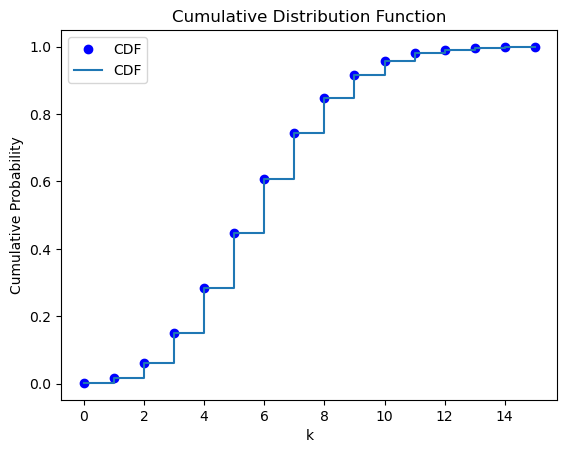 Cumulative Distribution Function
CDF
CDF
Cumulative Probability
1.0
0.8
0.6
0.4
0.2
0.0
0 2 4 6 8 10 12 14
k